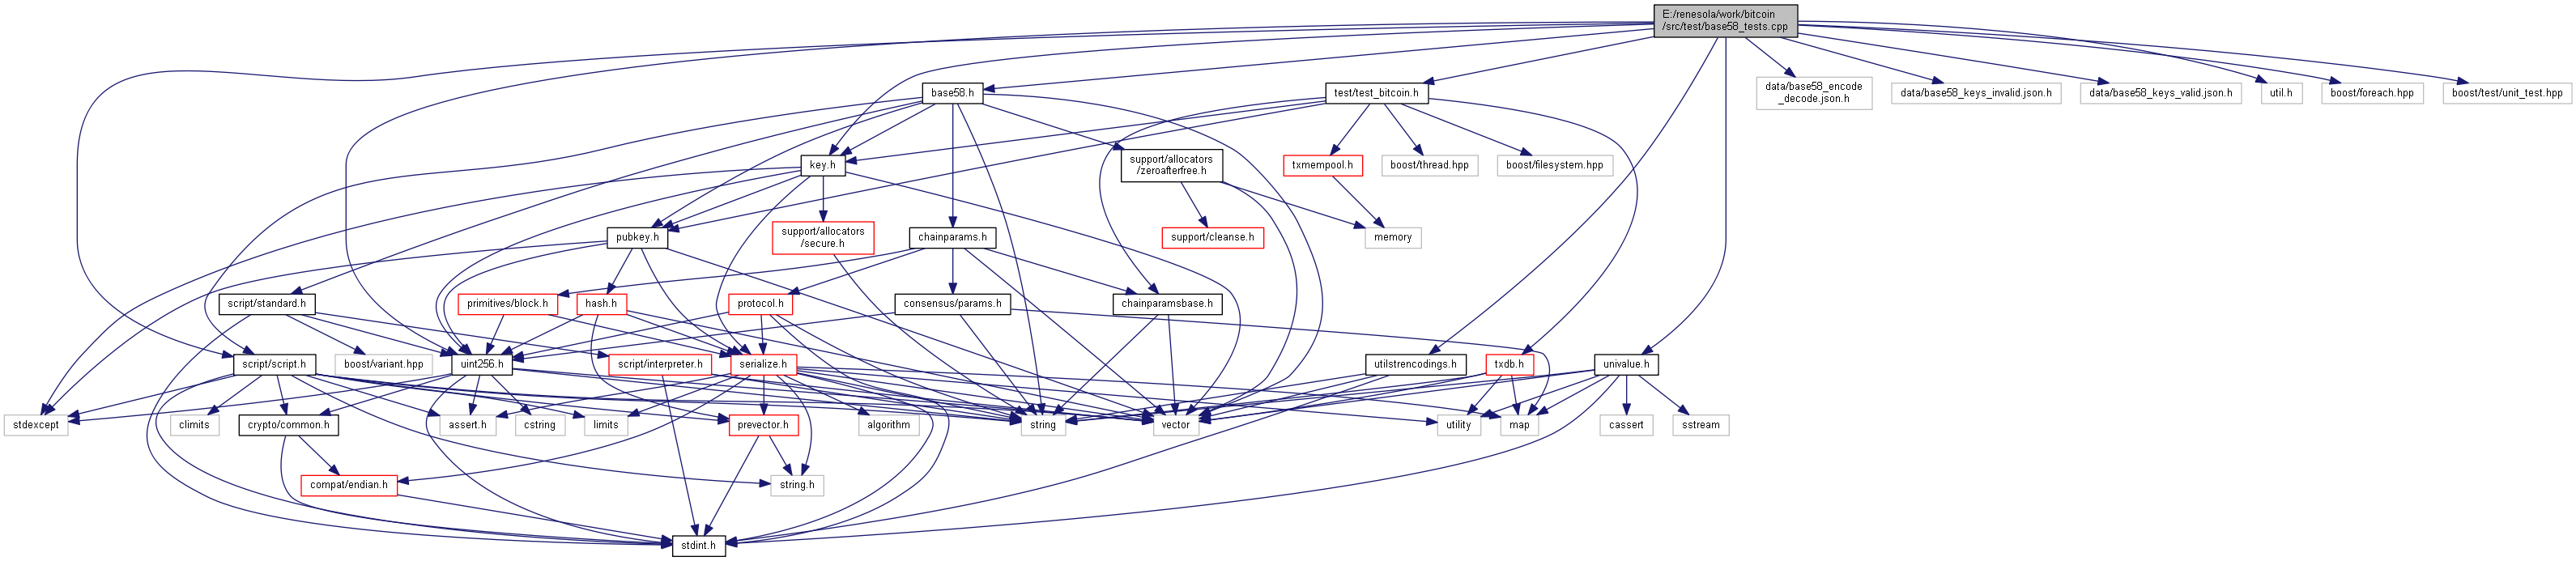 E:/renesola/work/bitcoin
/src/test/base58_tests.cpp
base58.h
test/test_bitcoin.h
data/base58_encode
_decode.json.h
data/base58_keys_invalid.json.h
data/base58_keys_valid.json.h
util.h
boost/foreach.hpp
boost/test/unit_test.hpp
key.h
support/allocators
/zeroafterfree.h
txmempool.h
boost/thread.hpp
boost/filesystem.hpp
pubkey.h
support/allocators
/secure.h
chainparams.h
support/cleanse.h
memory
script/standard.h
primitives/block.h
hash.h
protocol.h
consensus/params.h
chainparamsbase.h
script/script.h
boost/variant.hpp
uint256.h
script/interpreter.h
serialize.h
utilstrencodings.h
txdb.h
univalue.h
stdexcept
climits
crypto/common.h
assert.h
cstring
limits
prevector.h
algorithm
string
vector
utility
map
cassert
sstream
compat/endian.h
string.h
stdint.h